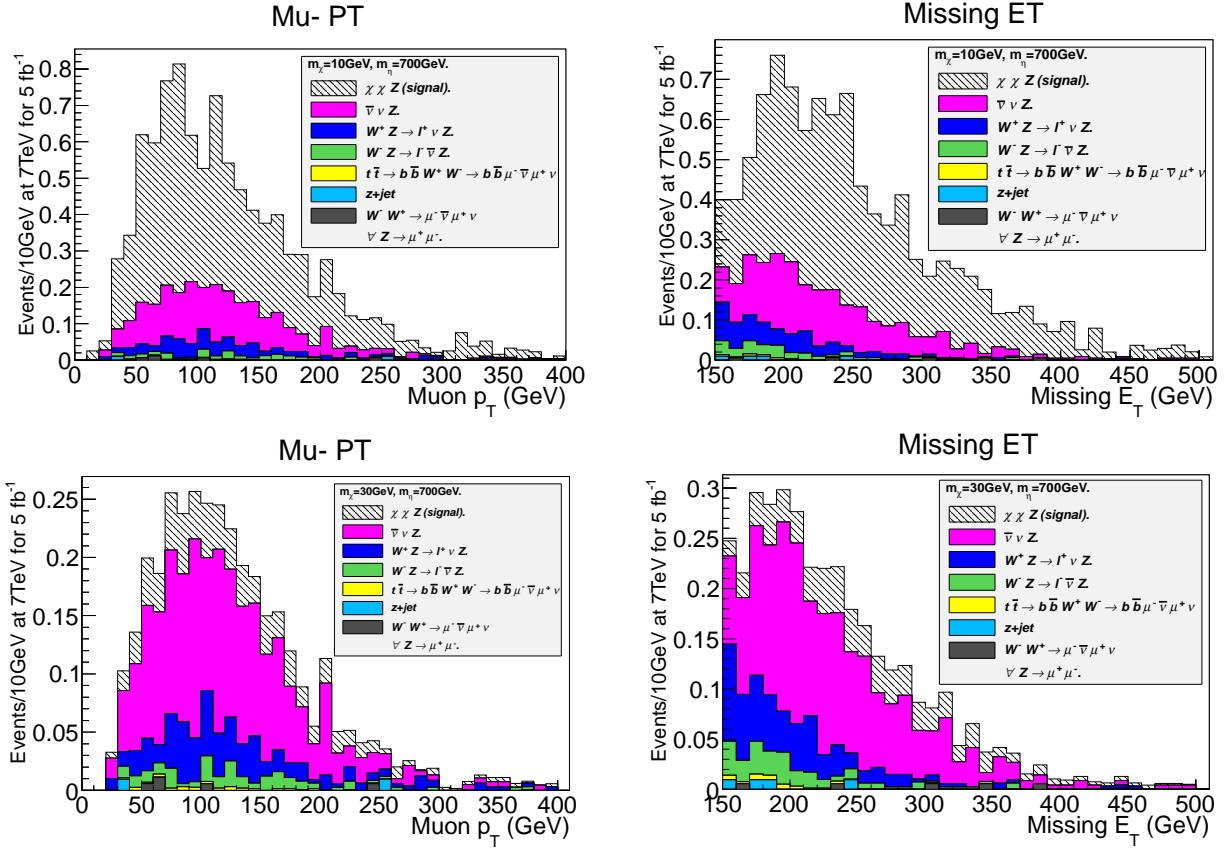 Mu- PT
Events/10GeV at 7TeV for 5 fb⁻¹
0.8
0.7
0.6
0.5
0.4
0.3
0.2
0.1
0
m_χ=10GeV, m_η=700GeV.
χ χ Z (signal).
ν̅ ν Z.
W⁺ Z → l⁺ ν Z.
W⁻ Z → l⁻ ν̅ Z.
t t̅ → b b̅ W⁺ W⁻ → b b̅ μ⁻ ν̅ μ⁺ ν
z+jet
W⁻ W⁺ → μ⁻ ν̅ μ⁺ ν
∀ Z → μ⁺ μ⁻.
0 50 100 150 200 250 300 350 400
Muon p_T (GeV)
Missing ET
Events/10GeV at 7TeV for 5 fb⁻¹
0.7
0.6
0.5
0.4
0.3
0.2
0.1
0
m_χ=10GeV, m_η=700GeV.
χ χ Z (signal).
ν̅ ν Z.
W⁺ Z → l⁺ ν Z.
W⁻ Z → l⁻ ν̅ Z.
t t̅ → b b̅ W⁺ W⁻ → b b̅ μ⁻ ν̅ μ⁺ ν
z+jet
W⁻ W⁺ → μ⁻ ν̅ μ⁺ ν
∀ Z → μ⁺ μ⁻.
150 200 250 300 350 400 450 500
Missing E_T (GeV)
Mu- PT
Events/10GeV at 7TeV for 5 fb⁻¹
0.25
0.2
0.15
0.1
0.05
0
m_χ=30GeV, m_η=700GeV.
χ χ Z (signal).
ν̅ ν Z.
W⁺ Z → l⁺ ν Z.
W⁻ Z → l⁻ ν̅ Z.
t t̅ → b b̅ W⁺ W⁻ → b b̅ μ⁻ ν̅ μ⁺ ν
z+jet
W⁻ W⁺ → μ⁻ ν̅ μ⁺ ν
∀ Z → μ⁺ μ⁻.
0 50 100 150 200 250 300 350 400
Muon p_T (GeV)
Missing ET
Events/10GeV at 7TeV for 5 fb⁻¹
0.3
0.25
0.2
0.15
0.1
0.05
0
m_χ=30GeV, m_η=700GeV.
χ χ Z (signal).
ν̅ ν Z.
W⁺ Z → l⁺ ν Z.
W⁻ Z → l⁻ ν̅ Z.
t t̅ → b b̅ W⁺ W⁻ → b b̅ μ⁻ ν̅ μ⁺ ν
z+jet
W⁻ W⁺ → μ⁻ ν̅ μ⁺ ν
∀ Z → μ⁺ μ⁻.
150 200 250 300 350 400 450 500
Missing E_T (GeV)